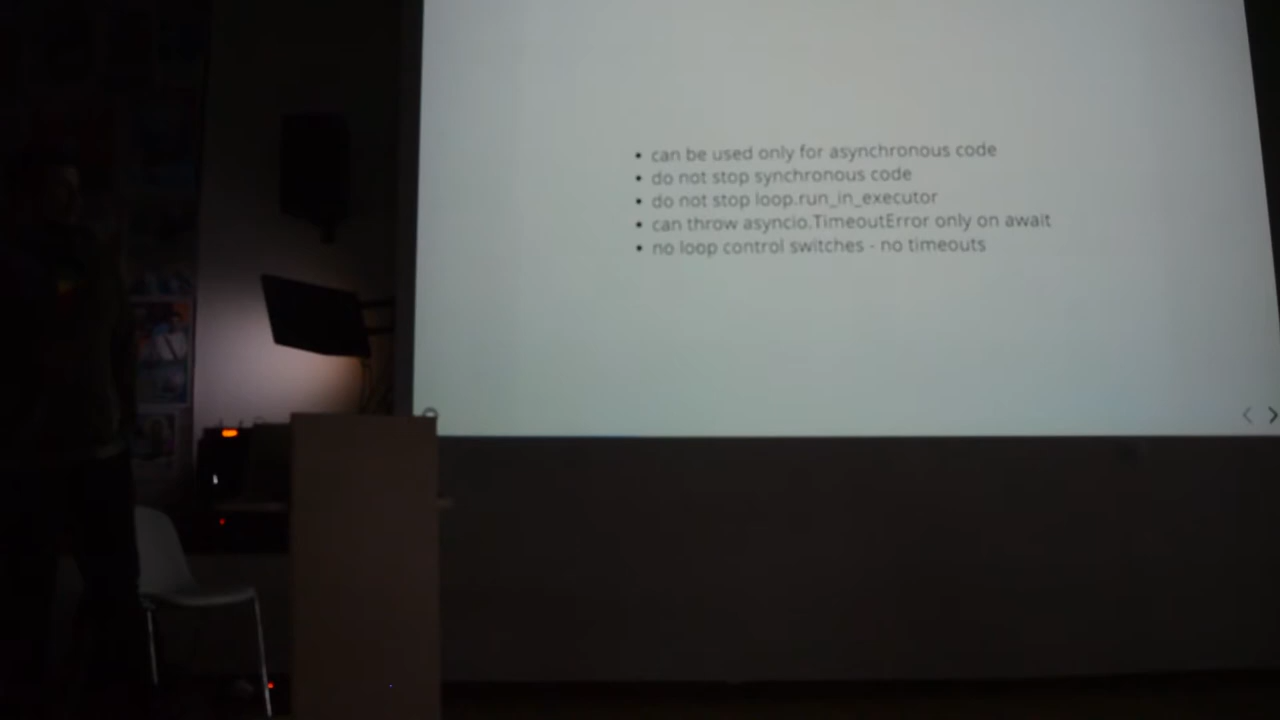 • can be used only for asynchronous code
• do not stop synchronous code
• do not stop loop.run_in_executor
• can throw asyncio.TimeoutError only on await
• no loop control switches - no timeouts